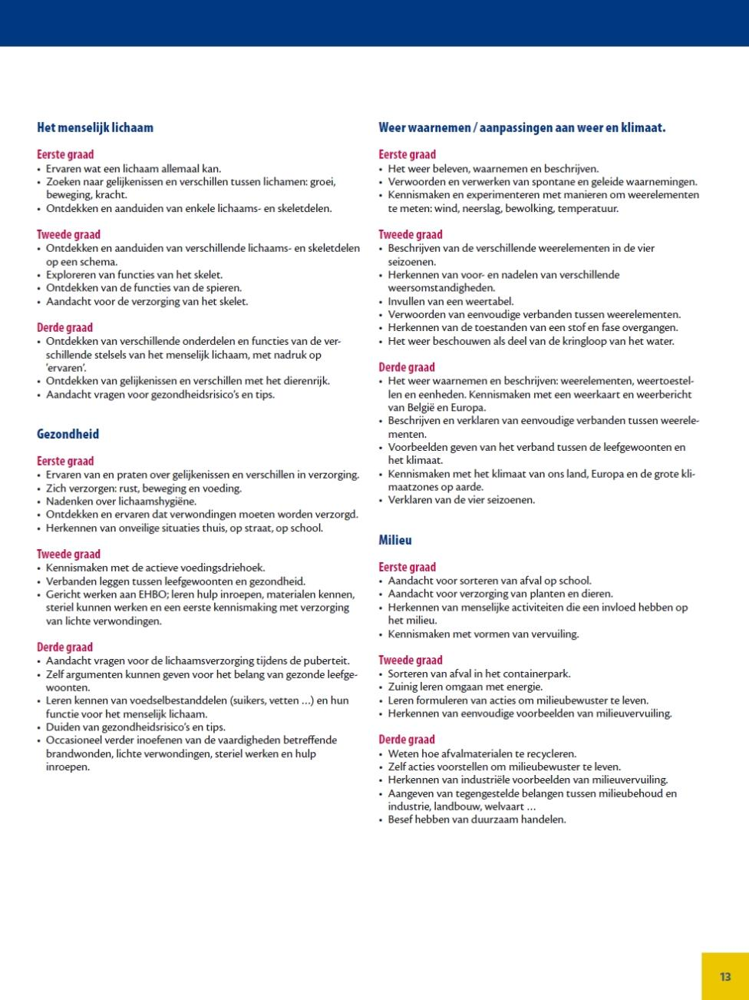 Het menselijk lichaam
Eerste graad
• Ervaren wat een lichaam allemaal kan.
• Zoeken naar gelijkenissen en verschillen tussen lichamen: groei,
beweging, kracht.
• Ontdekken en aanduiden van enkele lichaams- en skeletdelen.
Tweede graad
• Ontdekken en aanduiden van verschillende lichaams- en skeletdelen
op een schema.
• Exploreren van functies van het skelet.
• Ontdekken van de functies van de spieren.
• Aandacht voor de verzorging van het skelet.
Derde graad
• Ontdekken van verschillende onderdelen en functies van de ver-
schillende stelsels van het menselijk lichaam, met nadruk op
‘ervaren’.
• Ontdekken van gelijkenissen en verschillen met het dierenrijk.
• Aandacht vragen voor gezondheidsrisico’s en tips.
Gezondheid
Eerste graad
• Ervaren van en praten over gelijkenissen en verschillen in verzorging.
• Zich verzorgen: rust, beweging en voeding.
• Nadenken over lichaamshygiëne.
• Ontdekken en ervaren dat verwondingen moeten worden verzorgd.
• Herkennen van onveilige situaties thuis, op straat, op school.
Tweede graad
• Kennismaken met de actieve voedingsdriehoek.
• Verbanden leggen tussen leefgewoonten en gezondheid.
• Gericht werken aan EHBO; leren hulp inroepen, materialen kennen,
steriel kunnen werken en een eerste kennismaking met verzorging
van lichte verwondingen.
Derde graad
• Aandacht vragen voor de lichaamsverzorging tijdens de puberteit.
• Zelf argumenten kunnen geven voor het belang van gezonde leefge-
woonten.
• Leren kennen van voedselbestanddelen (suikers, vetten …) en hun
functie voor het menselijk lichaam.
• Duiden van gezondheidsrisico’s en tips.
• Occasioneel verder inoefenen van de vaardigheden betreffende
brandwonden, lichte verwondingen, steriel werken en hulp
inroepen.
Weer waarnemen / aanpassingen aan weer en klimaat.
Eerste graad
• Het weer beleven, waarnemen en beschrijven.
• Verwoorden en verwerken van spontane en geleide waarnemingen.
• Kennismaken en experimenteren met manieren om weerelementen
te meten: wind, neerslag, bewolking, temperatuur.
Tweede graad
• Beschrijven van de verschillende weerelementen in de vier
seizoenen.
• Herkennen van voor- en nadelen van verschillende
weersomstandigheden.
• Invullen van een weertabel.
• Verwoorden van eenvoudige verbanden tussen weerelementen.
• Herkennen van de toestanden van een stof en fase overgangen.
• Het weer beschouwen als deel van de kringloop van het water.
Derde graad
• Het weer waarnemen en beschrijven: weerelementen, weertoestel-
len en eenheden. Kennismaken met een weerkaart en weerbericht
van België en Europa.
• Beschrijven en verklaren van eenvoudige verbanden tussen weerele-
menten.
• Voorbeelden geven van het verband tussen de leefgewoonten en
het klimaat.
• Kennismaken met het klimaat van ons land, Europa en de grote kli-
maatzones op aarde.
• Verklaren van de vier seizoenen.
Milieu
Eerste graad
• Aandacht voor sorteren van afval op school.
• Aandacht voor verzorging van planten en dieren.
• Herkennen van menselijke activiteiten die een invloed hebben op
het milieu.
• Kennismaken met vormen van vervuiling.
Tweede graad
• Sorteren van afval in het containerpark.
• Zuinig leren omgaan met energie.
• Leren formuleren van acties om milieubewuster te leven.
• Herkennen van eenvoudige voorbeelden van milieuvervuiling.
Derde graad
• Weten hoe afvalmaterialen te recycleren.
• Zelf acties voorstellen om milieubewuster te leven.
• Herkennen van industriële voorbeelden van milieuvervuiling.
• Aangeven van tegengestelde belangen tussen milieubehoud en
industrie, landbouw, welvaart …
• Besef hebben van duurzaam handelen.
13